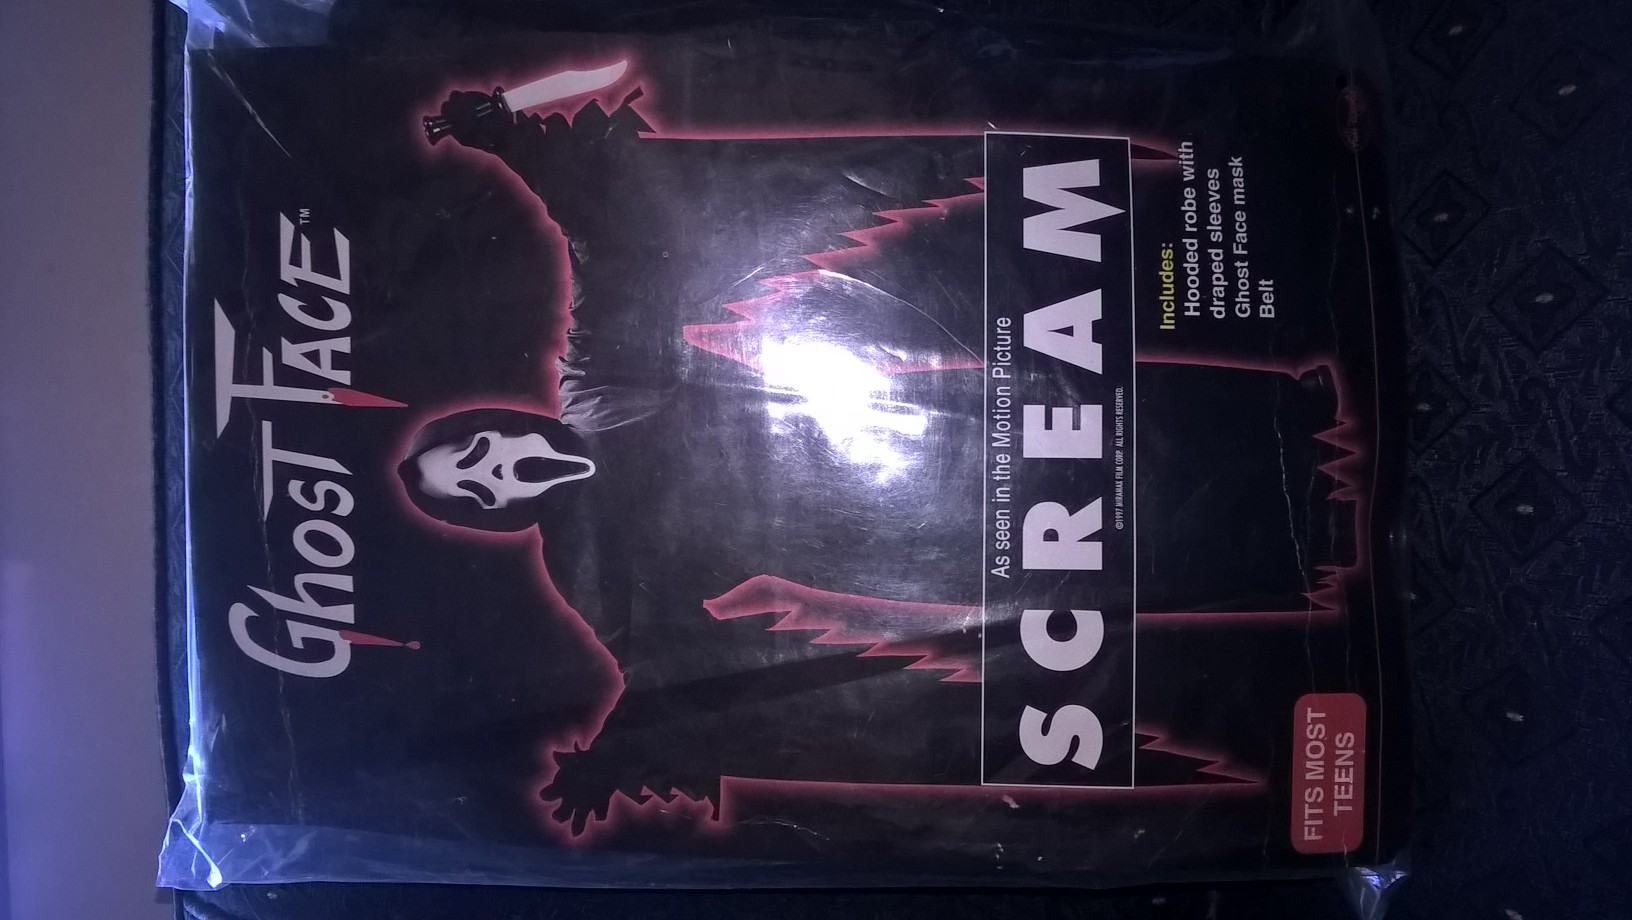 GHOST FACE™
As seen in the Motion Picture
SCREAM
©1997 MIRAMAX FILM CORP. ALL RIGHTS RESERVED.
Includes:
Hooded robe with
draped sleeves
Ghost Face mask
Belt
FITS MOST
TEENS